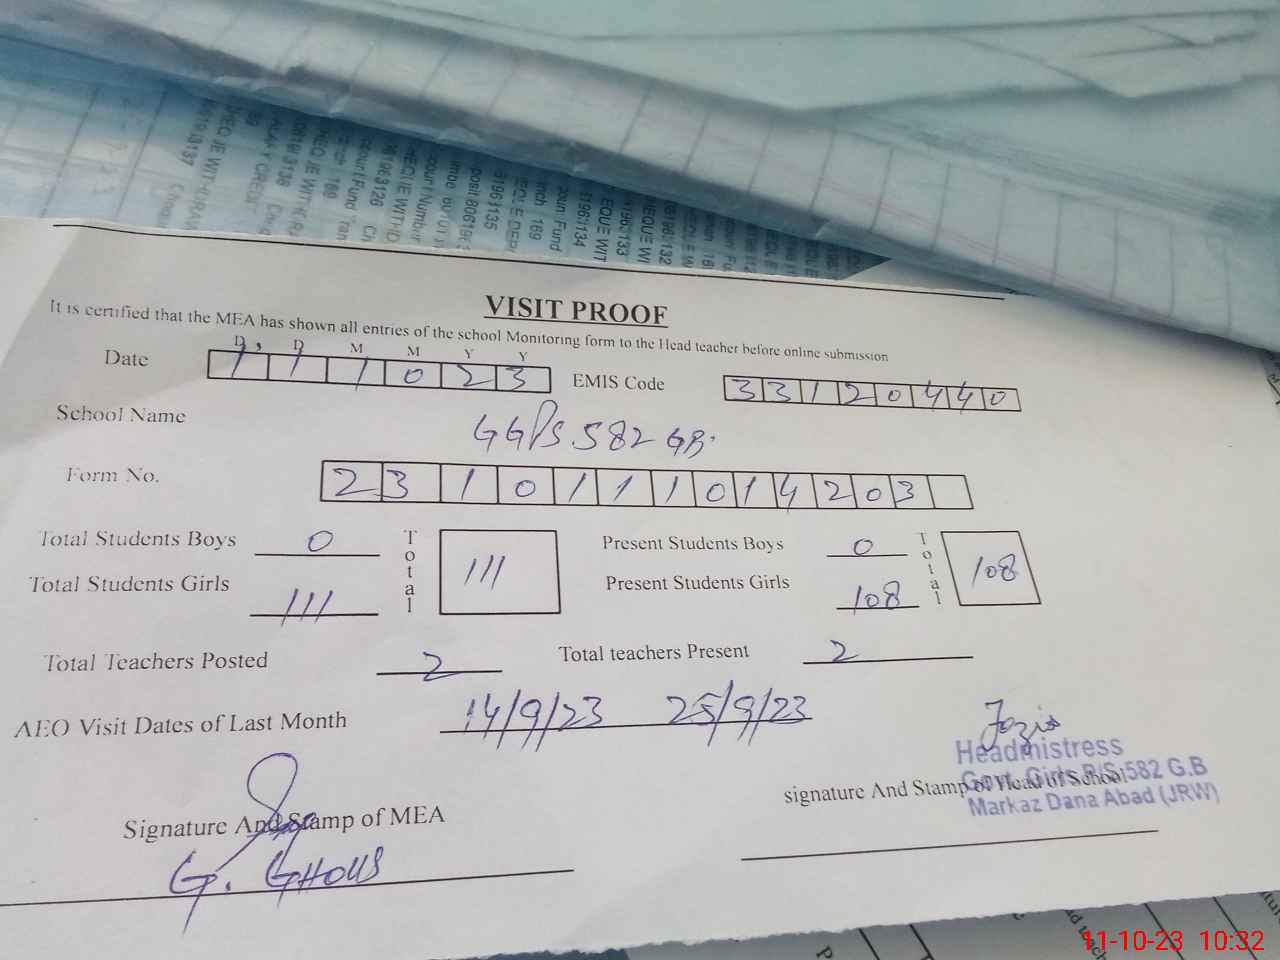 VISIT PROOF
It is certified that the MEA has shown all entries of the school Monitoring form to the Head teacher before online submission
D D M M Y Y
Date 1 1 1 0 2 3 EMIS Code 3 3 1 2 0 4 4 0
School Name GGPS 582 GB.
Form No. 2 3 1 0 1 1 1 0 1 4 2 0 3
Total Students Boys 0 Total 111 Present Students Boys 0 Total 108
Total Students Girls 111 Present Students Girls 108
Total Teachers Posted 2 Total teachers Present 2
AEO Visit Dates of Last Month 14/9/23 25/9/23
Fozia
Headmistress
Govt. Girls P/S 582 G.B
Markaz Dana Abad (JRW)
signature And Stamp of Head of School
Signature And Stamp of MEA
G. GHOUS
11-10-23 10:32